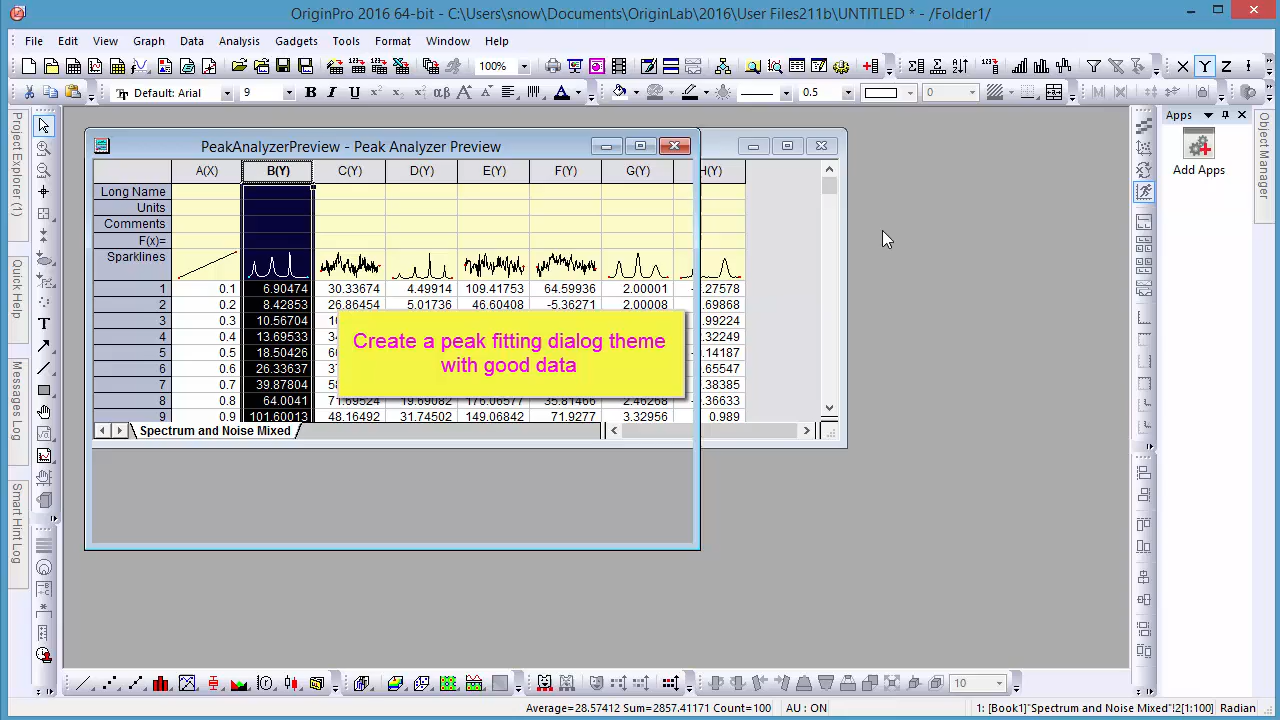 OriginPro 2016 64-bit - C:\Users\snow\Documents\OriginLab\2016\User Files211b\UNTITLED * - /Folder1/
File Edit View Graph Data Analysis Gadgets Tools Format Window Help
100%
Default: Arial 9 B I U 0.5 0
Project Explorer (1)
Quick Help
Messages Log
Smart Hint Log
PeakAnalyzerPreview - Peak Analyzer Preview
A(X) B(Y) C(Y) D(Y) E(Y) F(Y) G(Y) H(Y)
Long Name
Units
Comments
F(x)=
Sparklines
1 0.1 6.90474 30.33674 4.49914 109.41753 64.59936 2.00001 .27578
2 0.2 8.42853 26.86454 5.01736 46.60408 -5.36271 2.00008 .69868
3 0.3 10.56704 .99224
4 0.4 13.69533 .14187
5 0.5 18.50426 .65547
6 0.6 26.33637 .38385
7 0.7 39.87804
8 0.8 64.0041
9 0.9 101.60013 48.16492 31.74502 149.06842 71.9277 3.32956 0.989
Create a peak fitting dialog theme
with good data
Spectrum and Noise Mixed
Apps
Add Apps
Object Manager
10
Average=28.57412 Sum=2857.41171 Count=100 AU : ON 1: [Book1]"Spectrum and Noise Mixed"!2[1:100] Radian